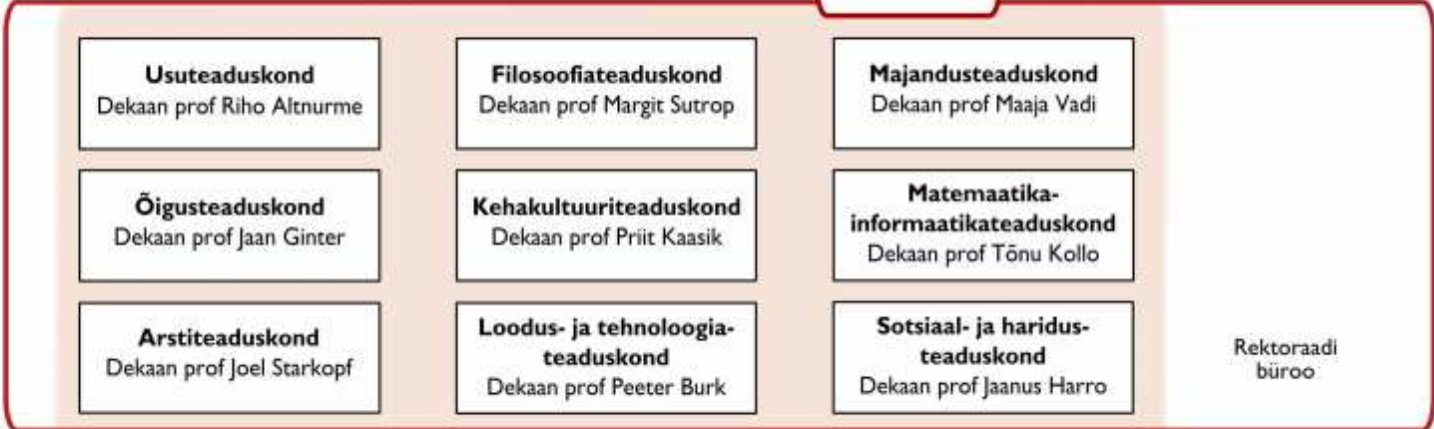 Usuteaduskond
Dekaan prof Riho Altnurme
Filosoofiateaduskond
Dekaan prof Margit Sutrop
Majandusteaduskond
Dekaan prof Maaja Vadi
Õigusteaduskond
Dekaan prof Jaan Ginter
Kehakultuuriteaduskond
Dekaan prof Priit Kaasik
Matemaatika-
informaatikateaduskond
Dekaan prof Tõnu Kollo
Arstiteaduskond
Dekaan prof Joel Starkopf
Loodus- ja tehnoloogia-
teaduskond
Dekaan prof Peeter Burk
Sotsiaal- ja haridus-
teaduskond
Dekaan prof Jaanus Harro
Rektoraadi
büroo